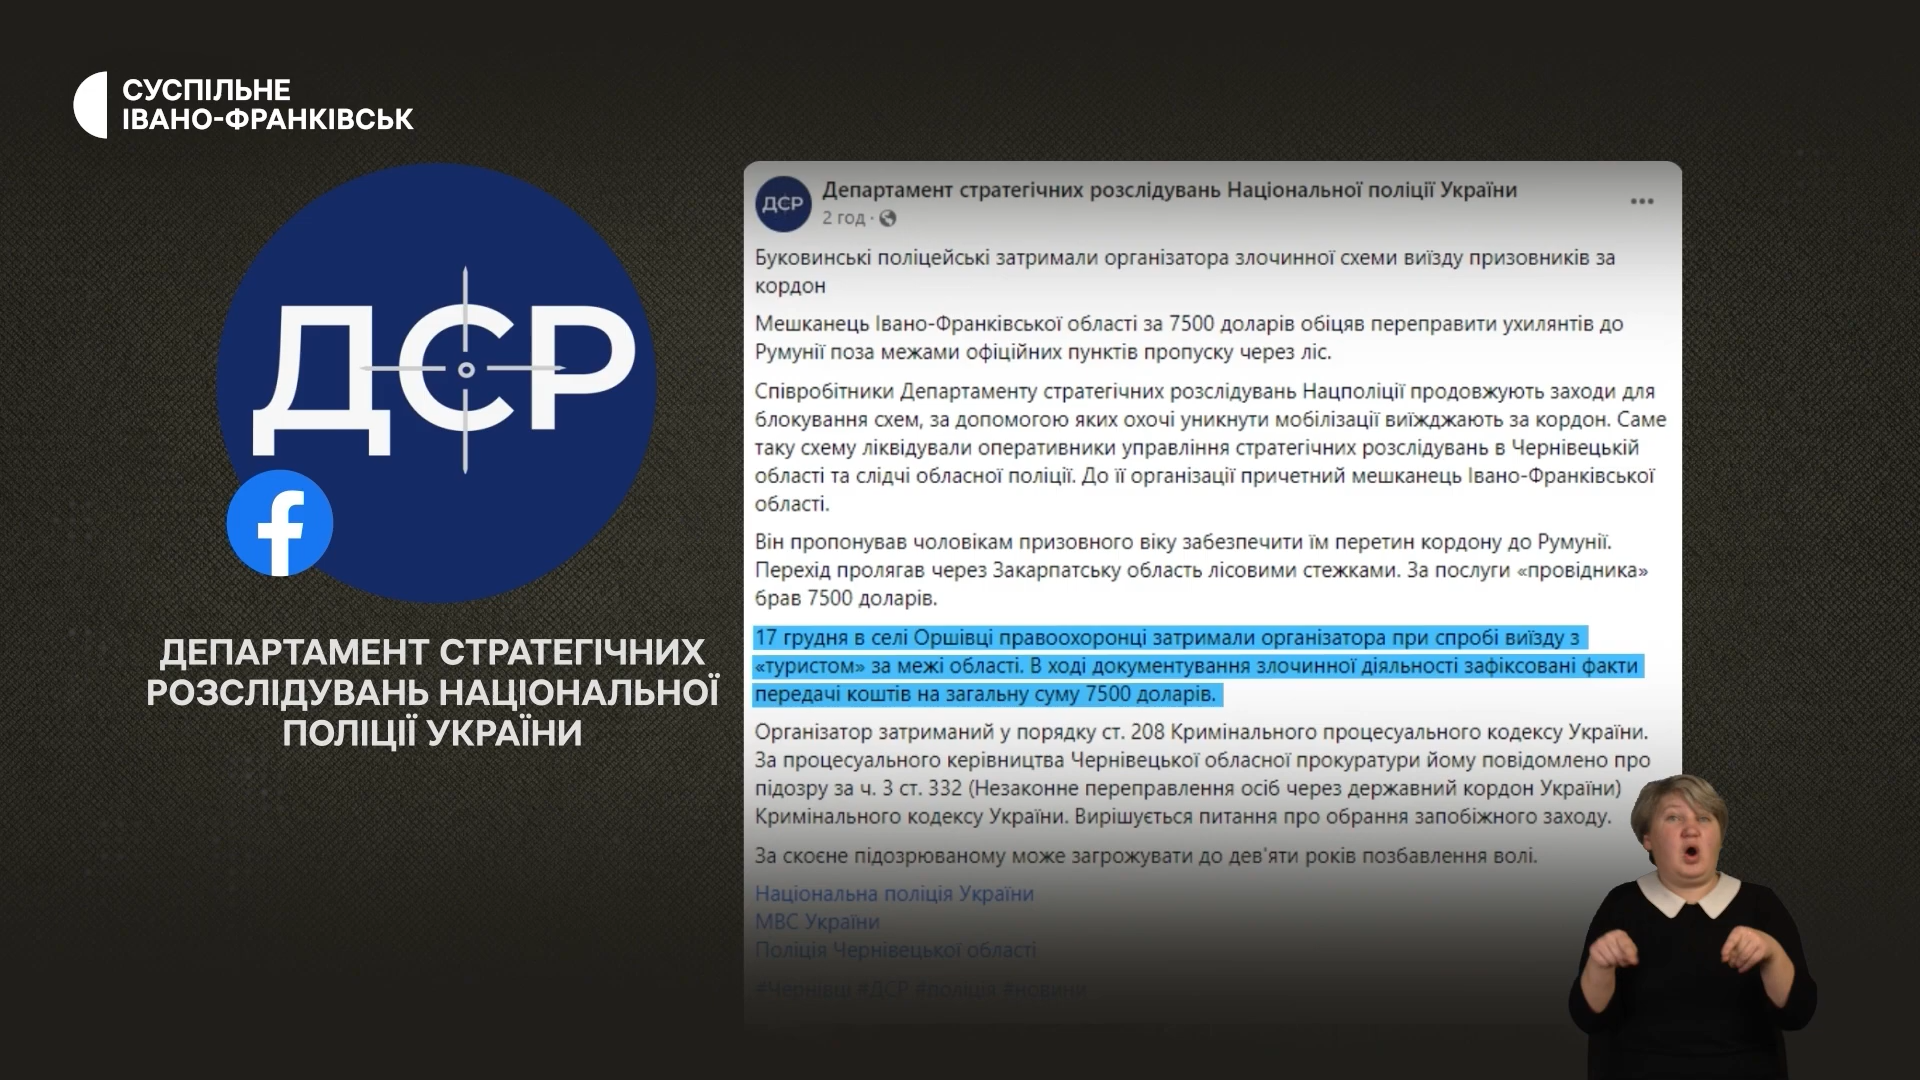 СУСПІЛЬНЕ
ІВАНО-ФРАНКІВСЬК
ДСР
ДЕПАРТАМЕНТ СТРАТЕГІЧНИХ
РОЗСЛІДУВАНЬ НАЦІОНАЛЬНОЇ
ПОЛІЦІЇ УКРАЇНИ
ДСР
Департамент стратегічних розслідувань Національної поліції України
2 год ·
Буковинські поліцейські затримали організатора злочинної схеми виїзду призовників за
кордон
Мешканець Івано-Франківської області за 7500 доларів обіцяв переправити ухилянтів до
Румунії поза межами офіційних пунктів пропуску через ліс.
Співробітники Департаменту стратегічних розслідувань Нацполіції продовжують заходи для
блокування схем, за допомогою яких охочі уникнути мобілізації виїжджають за кордон. Саме
таку схему ліквідували оперативники управління стратегічних розслідувань в Чернівецькій
області та слідчі обласної поліції. До її організації причетний мешканець Івано-Франківської
області.
Він пропонував чоловікам призовного віку забезпечити їм перетин кордону до Румунії.
Перехід пролягав через Закарпатську область лісовими стежками. За послуги «провідника»
брав 7500 доларів.
17 грудня в селі Оршівці правоохоронці затримали організатора при спробі виїзду з
«туристом» за межі області. В ході документування злочинної діяльності зафіксовані факти
передачі коштів на загальну суму 7500 доларів.
Організатор затриманий у порядку ст. 208 Кримінального процесуального кодексу України.
За процесуального керівництва Чернівецької обласної прокуратури йому повідомлено про
підозру за ч. 3 ст. 332 (Незаконне переправлення осіб через державний кордон України)
Кримінального кодексу України. Вирішується питання про обрання запобіжного заходу.
За скоєне підозрюваному може загрожувати до дев'яти років позбавлення волі.
Національна поліція України
МВС України
Поліція Чернівецької області
#Чернівці #ДСР #поліція #новини